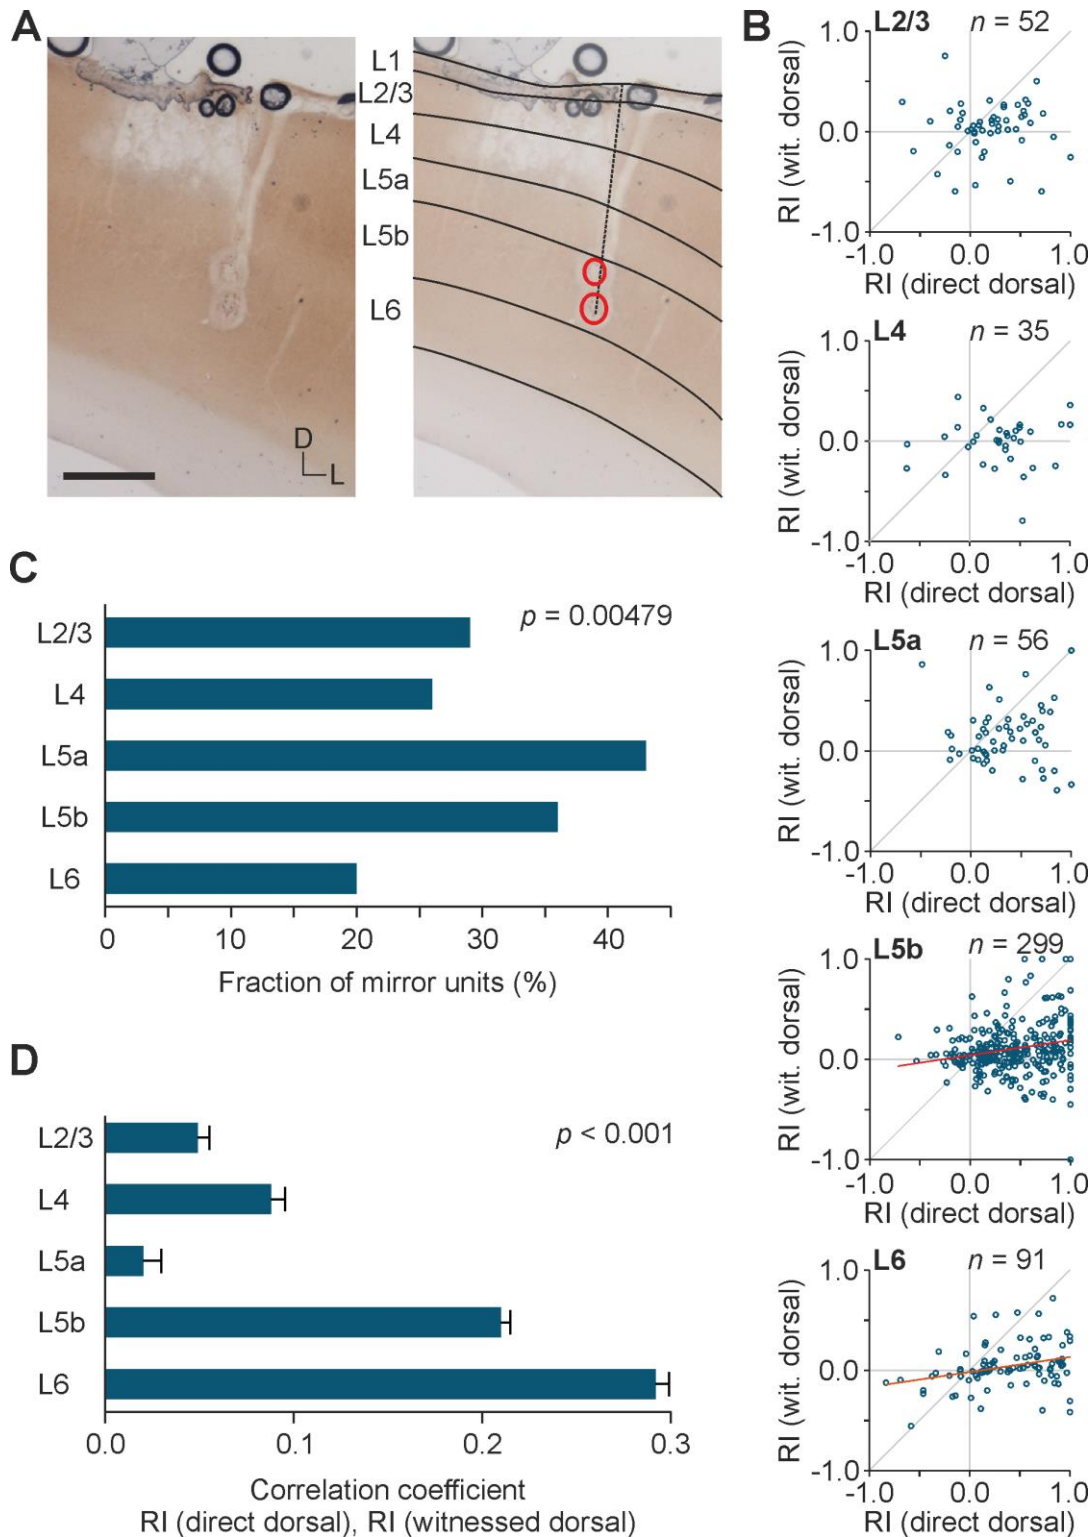 A
L1
L2/3
L4
L5a
L5b
L6
D
L
B
L2/3 n = 52
1.0
0.0
-1.0
-1.0 0.0 1.0
RI (wit. dorsal)
RI (direct dorsal)
L4 n = 35
1.0
0.0
-1.0
-1.0 0.0 1.0
RI (wit. dorsal)
RI (direct dorsal)
L5a n = 56
1.0
0.0
-1.0
-1.0 0.0 1.0
RI (wit. dorsal)
RI (direct dorsal)
L5b n = 299
1.0
0.0
-1.0
-1.0 0.0 1.0
RI (wit. dorsal)
RI (direct dorsal)
L6 n = 91
1.0
0.0
-1.0
-1.0 0.0 1.0
RI (wit. dorsal)
RI (direct dorsal)
C
p = 0.00479
L2/3
L4
L5a
L5b
L6
0 10 20 30 40
Fraction of mirror units (%)
D
p < 0.001
L2/3
L4
L5a
L5b
L6
0.0 0.1 0.2 0.3
Correlation coefficient
RI (direct dorsal), RI (witnessed dorsal)